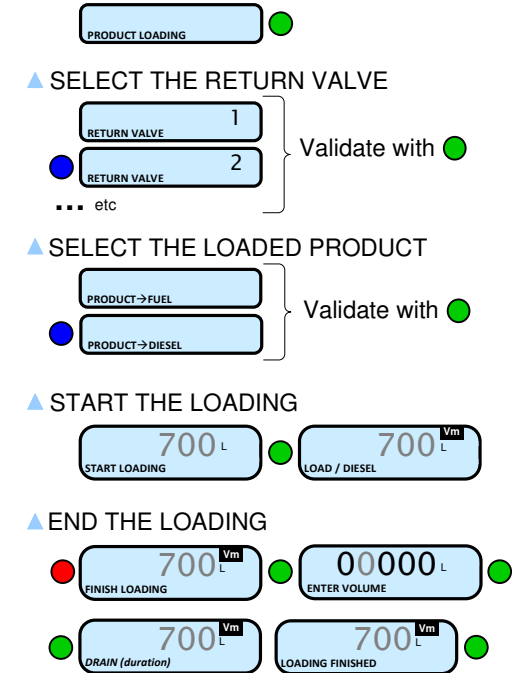 PRODUCT LOADING
SELECT THE RETURN VALVE
1
RETURN VALVE
2
RETURN VALVE
Validate with
... etc
SELECT THE LOADED PRODUCT
PRODUCT→FUEL
PRODUCT→DIESEL
Validate with
START THE LOADING
700 L
START LOADING
700 L Vm
LOAD / DIESEL
END THE LOADING
700 L Vm
FINISH LOADING
00000 L
ENTER VOLUME
700 L Vm
DRAIN (duration)
700 L Vm
LOADING FINISHED